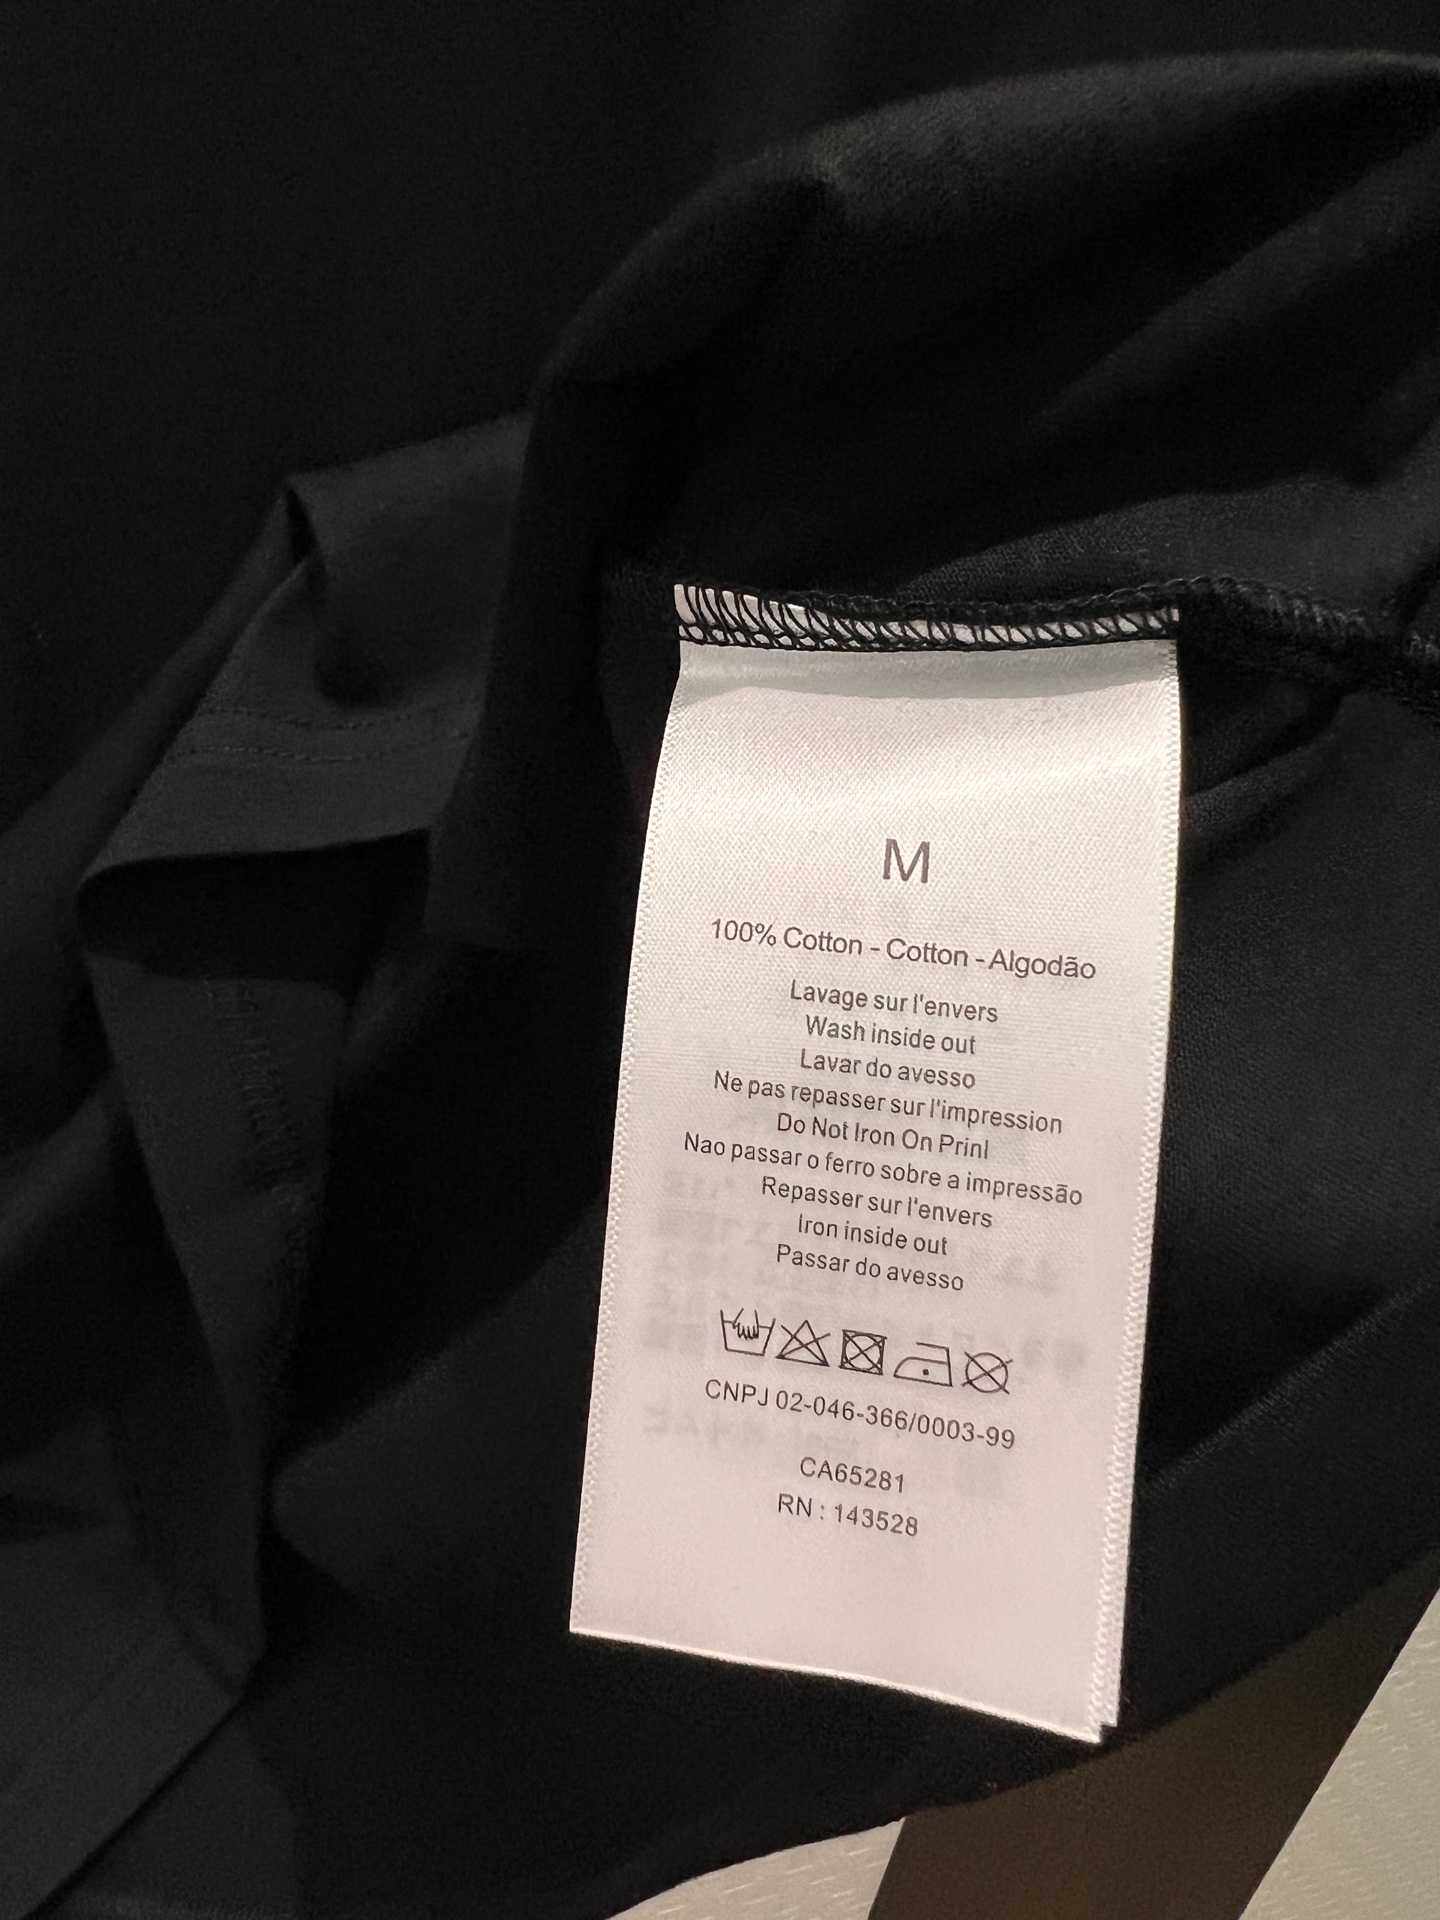 M
100% Cotton - Cotton - Algodão
Lavage sur l'envers
Wash inside out
Lavar do avesso
Ne pas repasser sur l'impression
Do Not Iron On Prinl
Nao passar o ferro sobre a impressão
Repasser sur l'envers
Iron inside out
Passar do avesso
CNPJ 02-046-366/0003-99
CA65281
RN : 143528